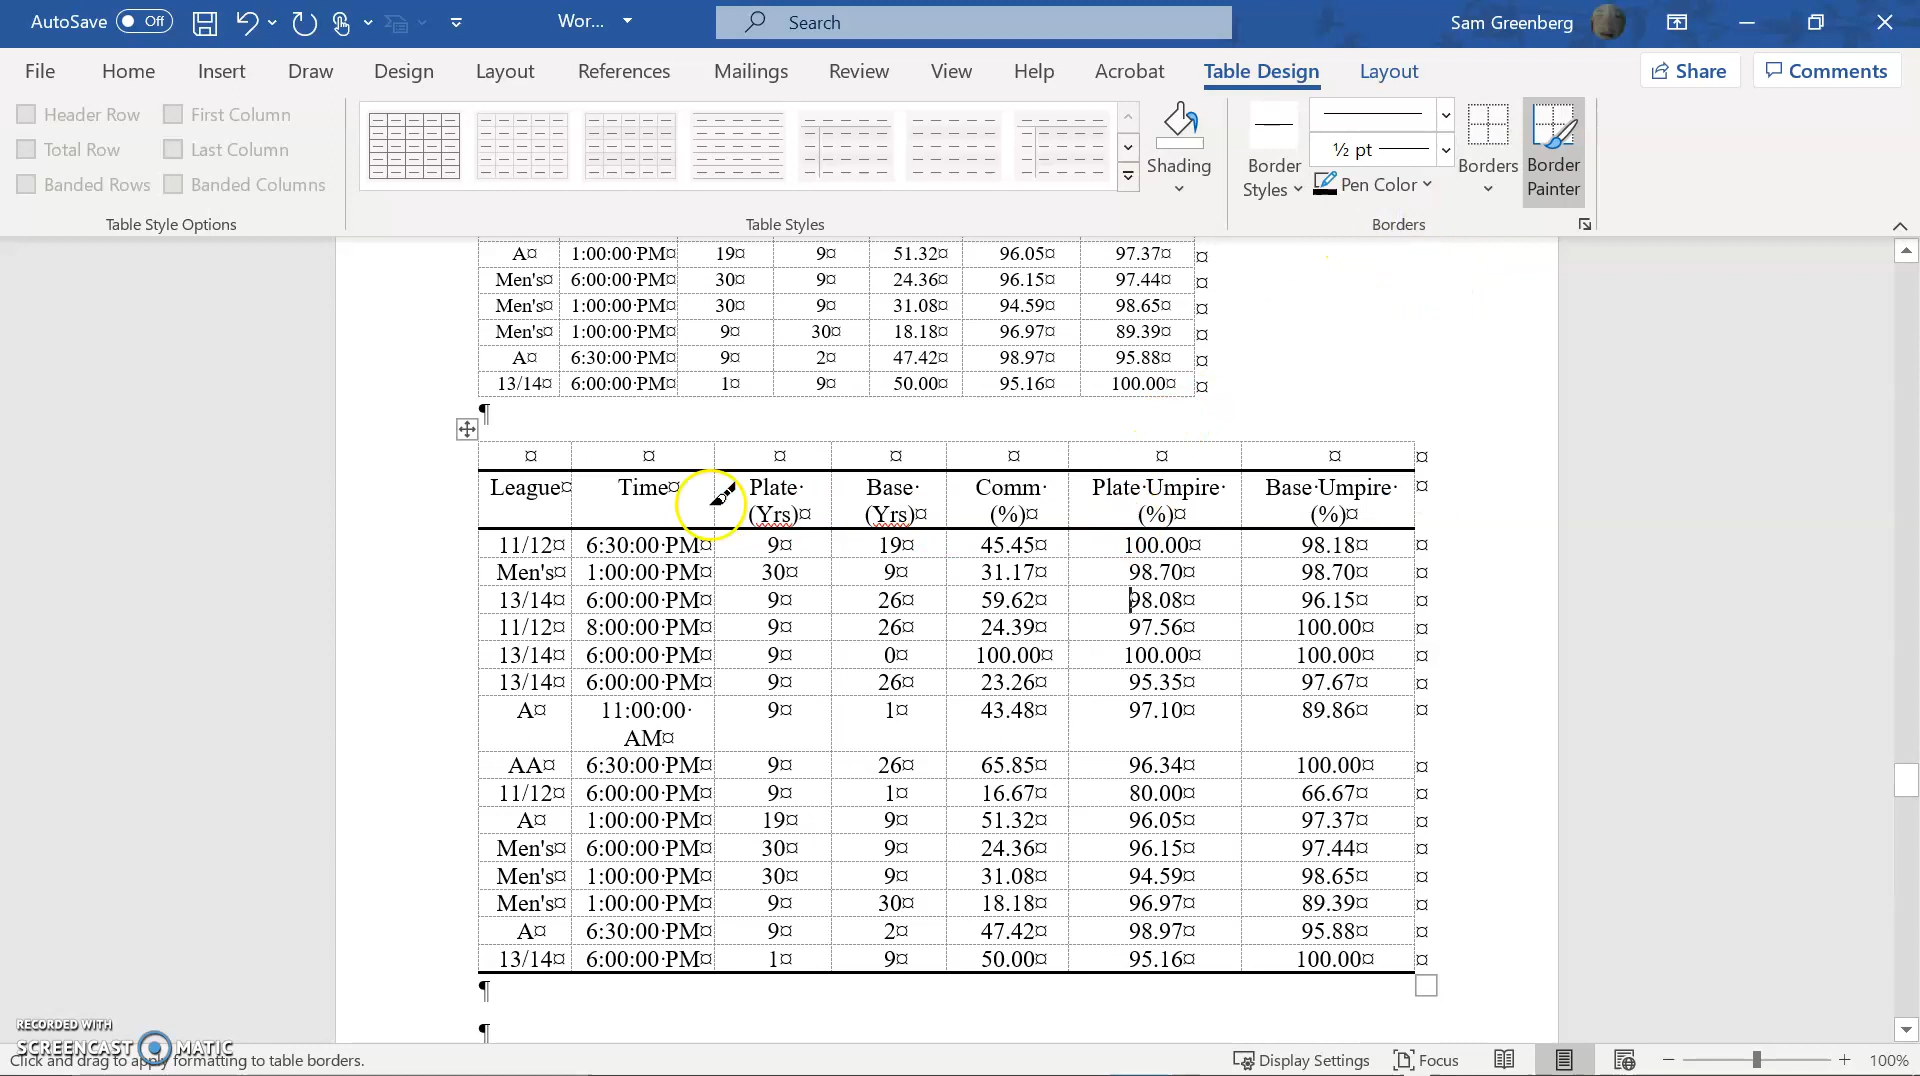 AutoSave Off Wor... Search Sam Greenberg
File Home Insert Draw Design Layout References Mailings Review View Help Acrobat Table Design Layout Share Comments
Header Row First Column
Total Row Last Column
Banded Rows Banded Columns
Shading
Border Styles
½ pt
Pen Color
Borders
Border Painter
Table Style Options Table Styles Borders
A¤ 1:00:00·PM¤ 19¤ 9¤ 51.32¤ 96.05¤ 97.37¤ ¤
Men's¤ 6:00:00·PM¤ 30¤ 9¤ 24.36¤ 96.15¤ 97.44¤ ¤
Men's¤ 1:00:00·PM¤ 30¤ 9¤ 31.08¤ 94.59¤ 98.65¤ ¤
Men's¤ 1:00:00·PM¤ 9¤ 30¤ 18.18¤ 96.97¤ 89.39¤ ¤
A¤ 6:30:00·PM¤ 9¤ 2¤ 47.42¤ 98.97¤ 95.88¤ ¤
13/14¤ 6:00:00·PM¤ 1¤ 9¤ 50.00¤ 95.16¤ 100.00¤ ¤
¶
¤ ¤ ¤ ¤ ¤ ¤ ¤ ¤
League¤ Time¤ Plate· Base· Comm· Plate·Umpire· Base·Umpire· ¤
(Yrs)¤ (Yrs)¤ (%)¤ (%)¤ (%)¤
11/12¤ 6:30:00·PM¤ 9¤ 19¤ 45.45¤ 100.00¤ 98.18¤ ¤
Men's¤ 1:00:00·PM¤ 30¤ 9¤ 31.17¤ 98.70¤ 98.70¤ ¤
13/14¤ 6:00:00·PM¤ 9¤ 26¤ 59.62¤ 98.08¤ 96.15¤ ¤
11/12¤ 8:00:00·PM¤ 9¤ 26¤ 24.39¤ 97.56¤ 100.00¤ ¤
13/14¤ 6:00:00·PM¤ 9¤ 0¤ 100.00¤ 100.00¤ 100.00¤ ¤
13/14¤ 6:00:00·PM¤ 9¤ 26¤ 23.26¤ 95.35¤ 97.67¤ ¤
A¤ 11:00:00· 9¤ 1¤ 43.48¤ 97.10¤ 89.86¤ ¤
AM¤
AA¤ 6:30:00·PM¤ 9¤ 26¤ 65.85¤ 96.34¤ 100.00¤ ¤
11/12¤ 6:00:00·PM¤ 9¤ 1¤ 16.67¤ 80.00¤ 66.67¤ ¤
A¤ 1:00:00·PM¤ 19¤ 9¤ 51.32¤ 96.05¤ 97.37¤ ¤
Men's¤ 6:00:00·PM¤ 30¤ 9¤ 24.36¤ 96.15¤ 97.44¤ ¤
Men's¤ 1:00:00·PM¤ 30¤ 9¤ 31.08¤ 94.59¤ 98.65¤ ¤
Men's¤ 1:00:00·PM¤ 9¤ 30¤ 18.18¤ 96.97¤ 89.39¤ ¤
A¤ 6:30:00·PM¤ 9¤ 2¤ 47.42¤ 98.97¤ 95.88¤ ¤
13/14¤ 6:00:00·PM¤ 1¤ 9¤ 50.00¤ 95.16¤ 100.00¤ ¤
¶
¶
RECORDED WITH
SCREENCAST MATIC
Click and drag to apply formatting to table borders. Display Settings Focus 100%